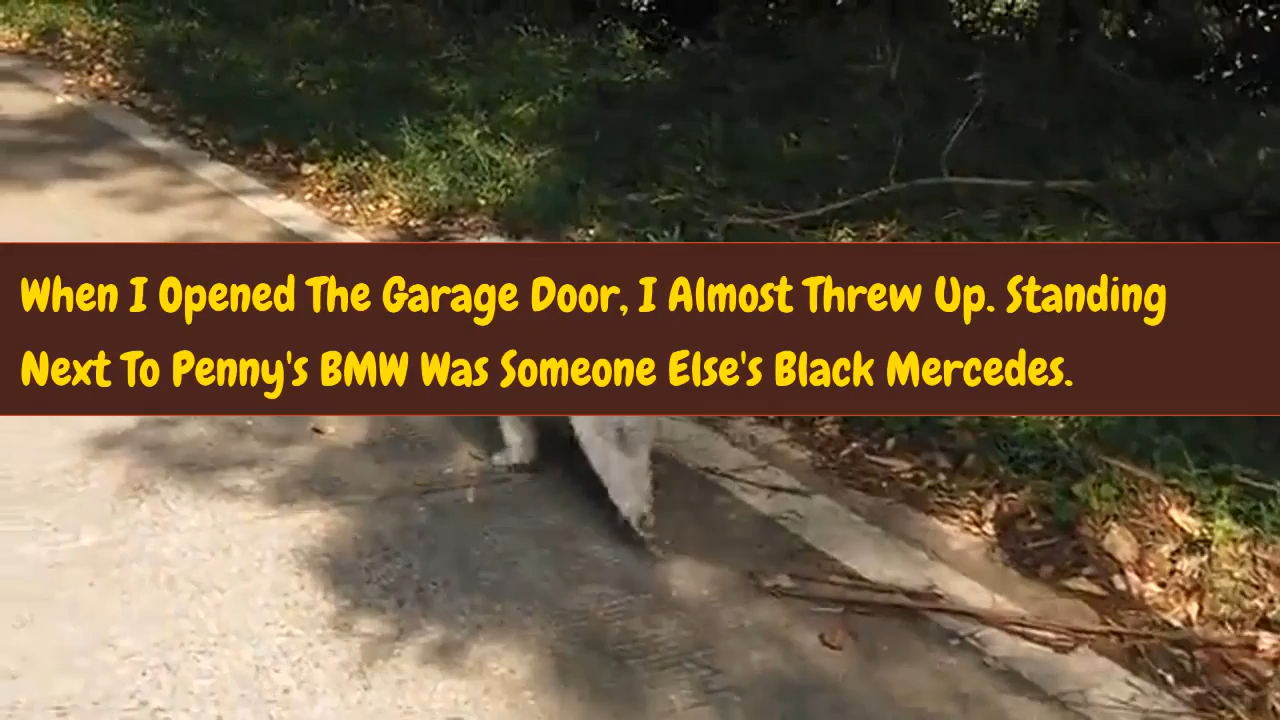 When I Opened The Garage Door, I Almost Threw Up. Standing
Next To Penny's BMW Was Someone Else's Black Mercedes.